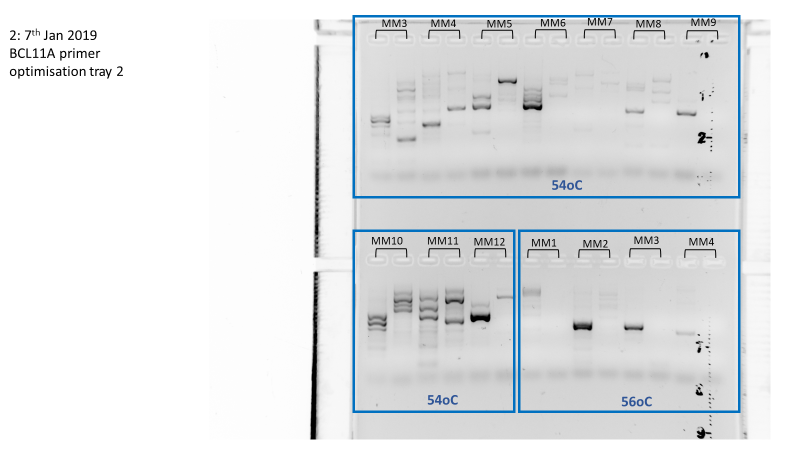 2: 7th Jan 2019
BCL11A primer
optimisation tray 2
MM3 MM4 MM5 MM6 MM7 MM8 MM9
2
54oC
MM10 MM11 MM12 MM1 MM2 MM3 MM4
54oC 56oC